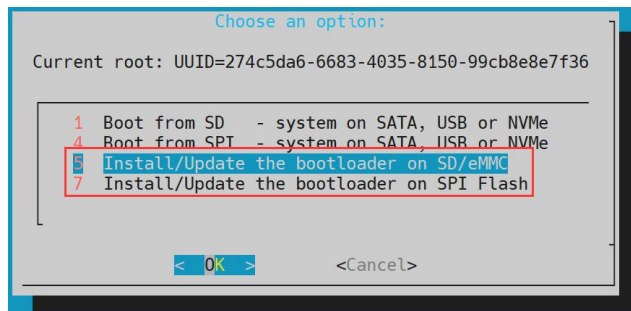 Choose an option:
Current root: UUID=274c5da6-6683-4035-8150-99cb8e8e7f36
1 Boot from SD - system on SATA, USB or NVMe
4 Boot from SPI - system on SATA, USB or NVMe
5 Install/Update the bootloader on SD/eMMC
7 Install/Update the bootloader on SPI Flash
< OK > <Cancel>